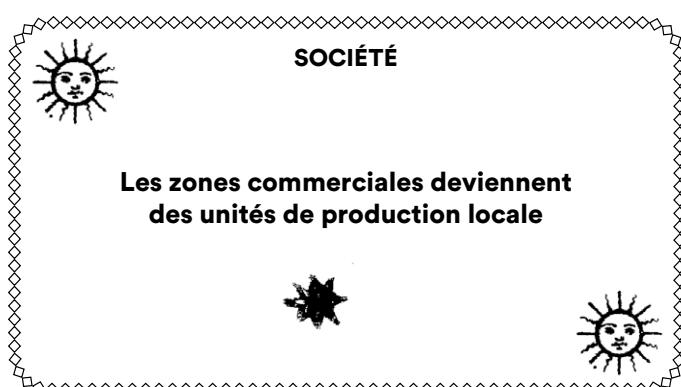 SOCIÉTÉ
Les zones commerciales deviennent
des unités de production locale